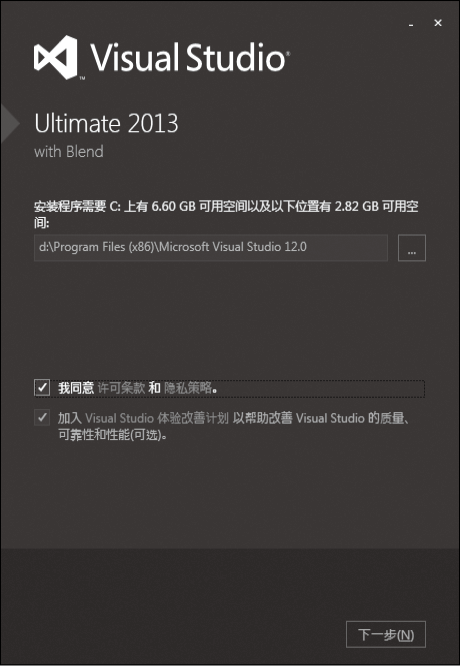 Visual Studio
Ultimate 2013
with Blend
安装程序需要 C: 上有 6.60 GB 可用空间以及以下位置有 2.82 GB 可用空
间:
d:\Program Files (x86)\Microsoft Visual Studio 12.0
...
我同意 许可条款 和 隐私策略。
加入 Visual Studio 体验改善计划 以帮助改善 Visual Studio 的质量、
可靠性和性能(可选)。
下一步(N)